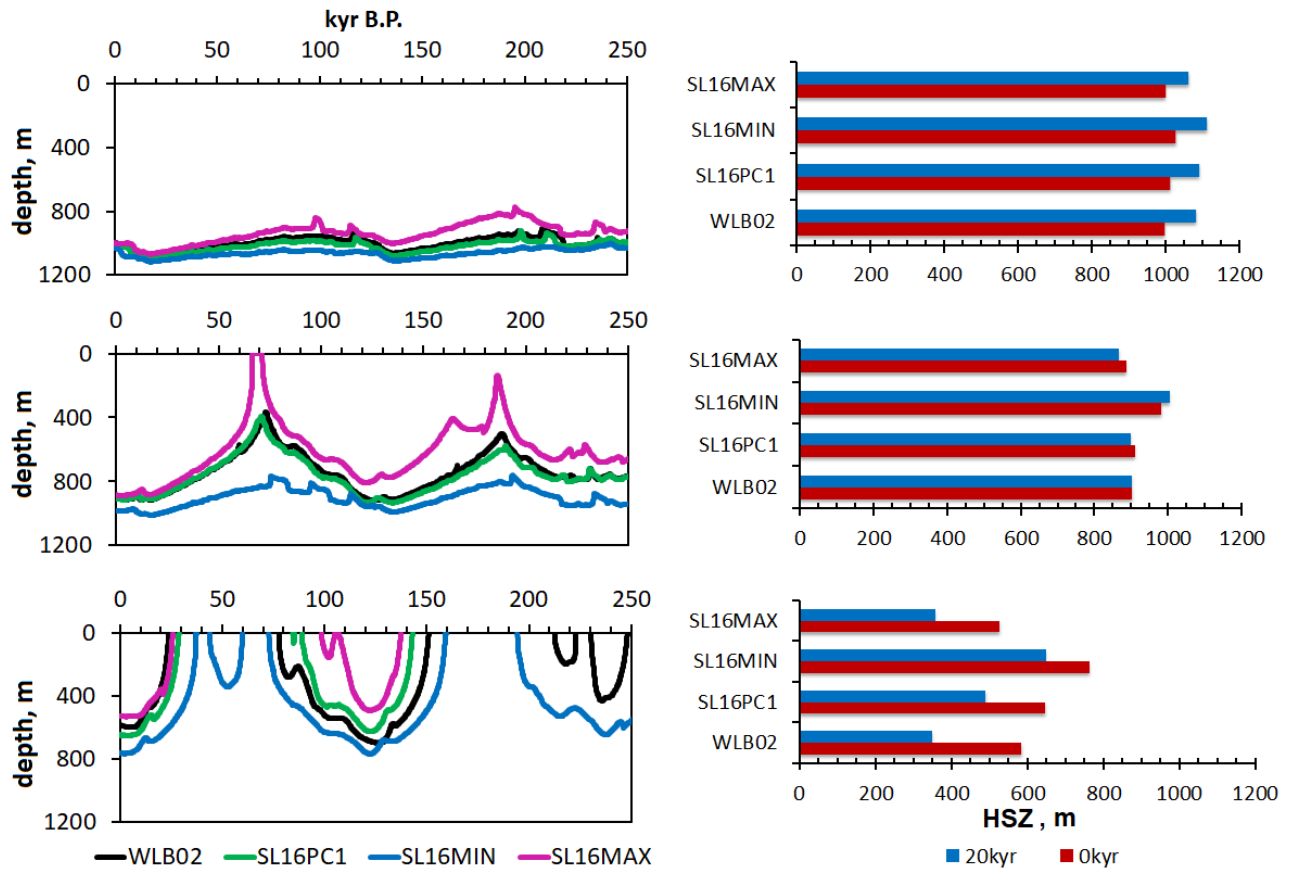 kyr B.P.
0 50 100 150 200 250
0
400
800
1200
depth, m
SL16MAX
SL16MIN
SL16PC1
WLB02
0 200 400 600 800 1000 1200
0 50 100 150 200 250
0
400
800
1200
depth, m
SL16MAX
SL16MIN
SL16PC1
WLB02
0 200 400 600 800 1000 1200
0 50 100 150 200 250
0
400
800
1200
depth, m
WLB02 SL16PC1 SL16MIN SL16MAX
SL16MAX
SL16MIN
SL16PC1
WLB02
0 200 400 600 800 1000 1200
HSZ , m
20kyr 0kyr